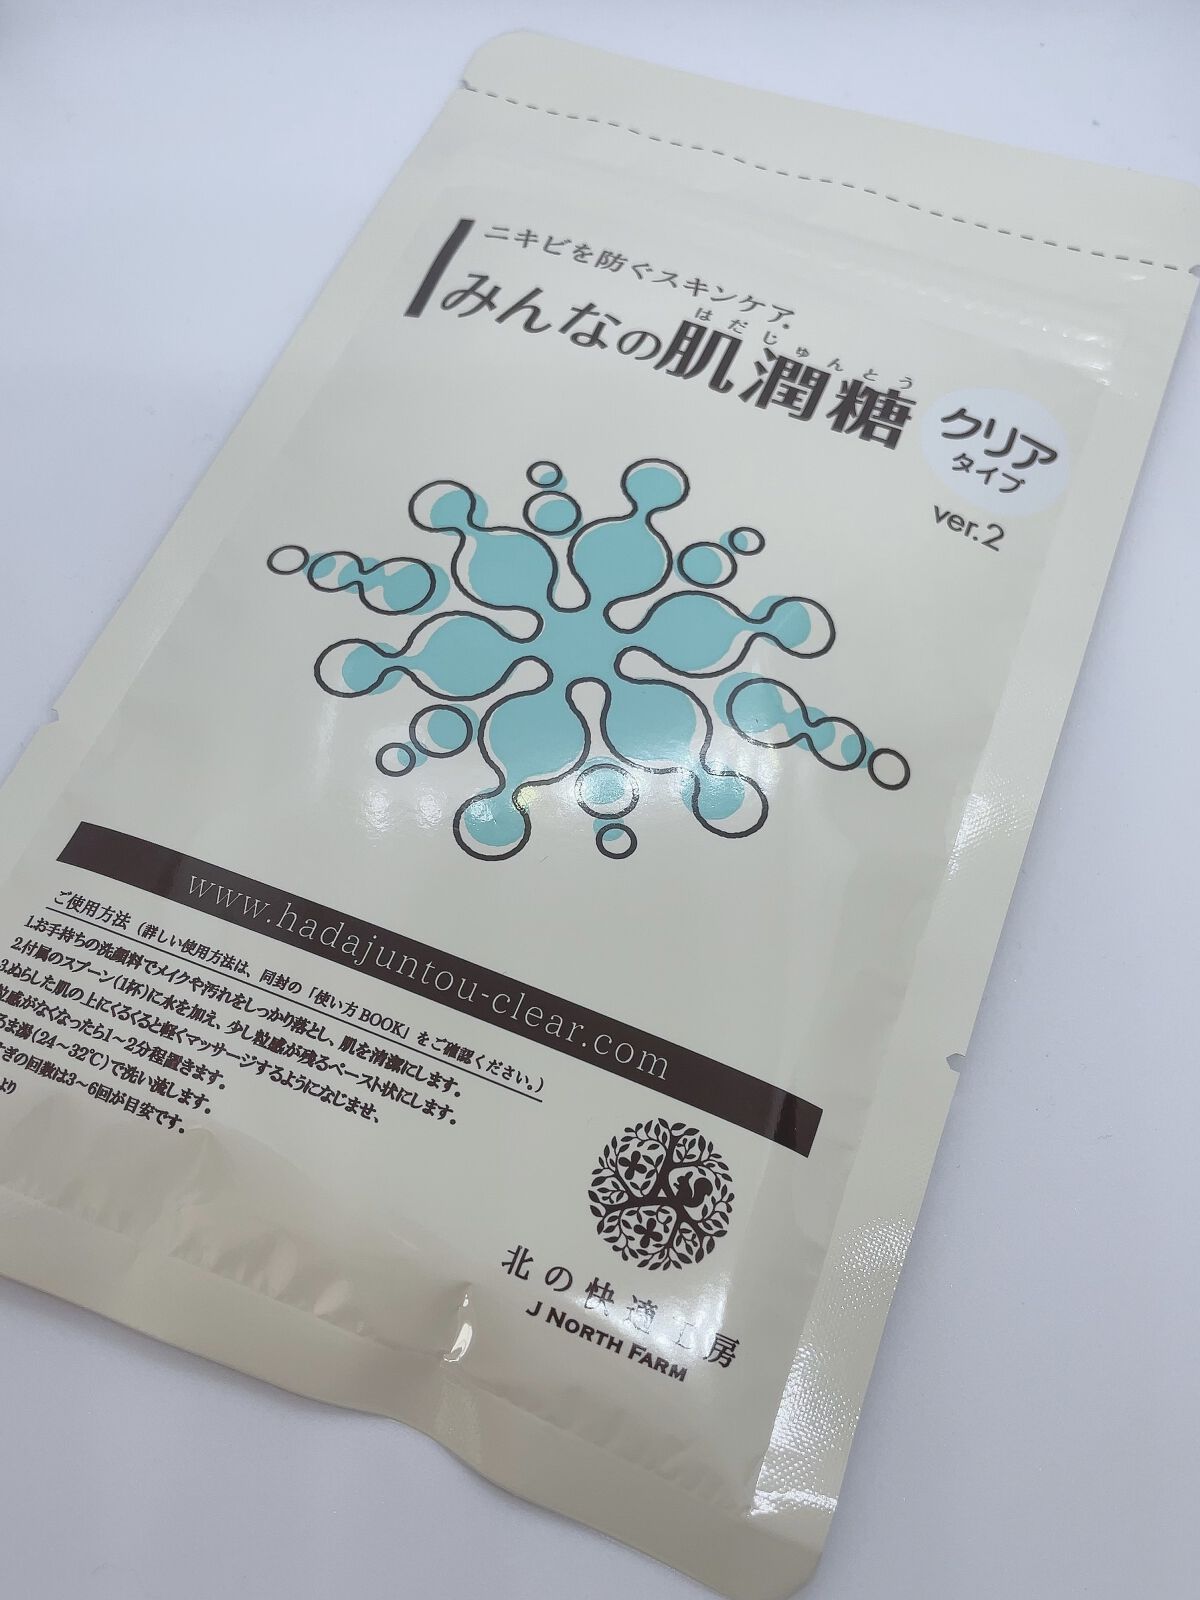 ニキビを防ぐスキンケア。
みんなの肌潤糖
はだじゅんとう
クリア
タイプ
ver.2
www.hadajuntou-clear.com
ご使用方法（詳しい使用方法は、同封の「使い方BOOK」をご確認ください。）
1.お手持ちの洗顔料でメイクや汚れをしっかり落とし、肌を清潔にします。
2.付属のスプーン(1杯)に水を加え、少し粒感が残るペースト状にします。
3.ぬらした肌の上にくるくると軽くマッサージするようになじませ、
粒感がなくなったら1～2分程置きます。
るま湯(24～32℃)で洗い流します。
すぎの回数は3～6回が目安です。
より
北の快適工房
J NORTH FARM